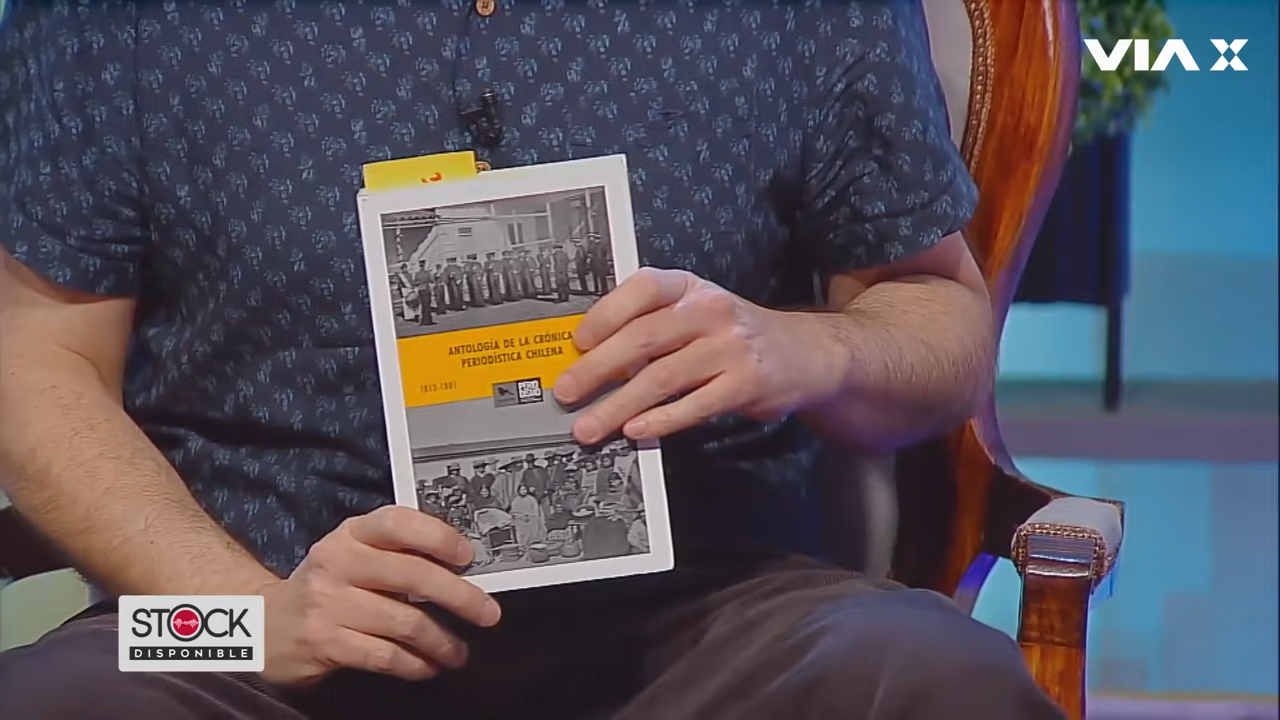 VIA X
ANTOLOGÍA DE LA CRÓNICA
PERIODÍSTICA CHILENA
STOCK
DISPONIBLE